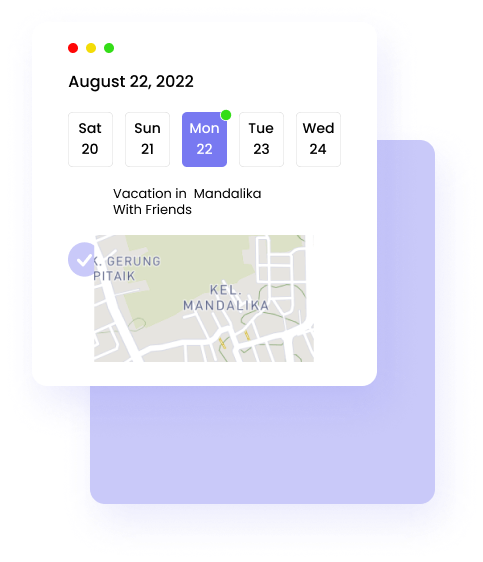 August 22, 2022
Sat Sun Mon Tue Wed
20 21 22 23 24
Vacation in Mandalika
With Friends
K. GERUNG
PITAIK
KEL.
MANDALIKA